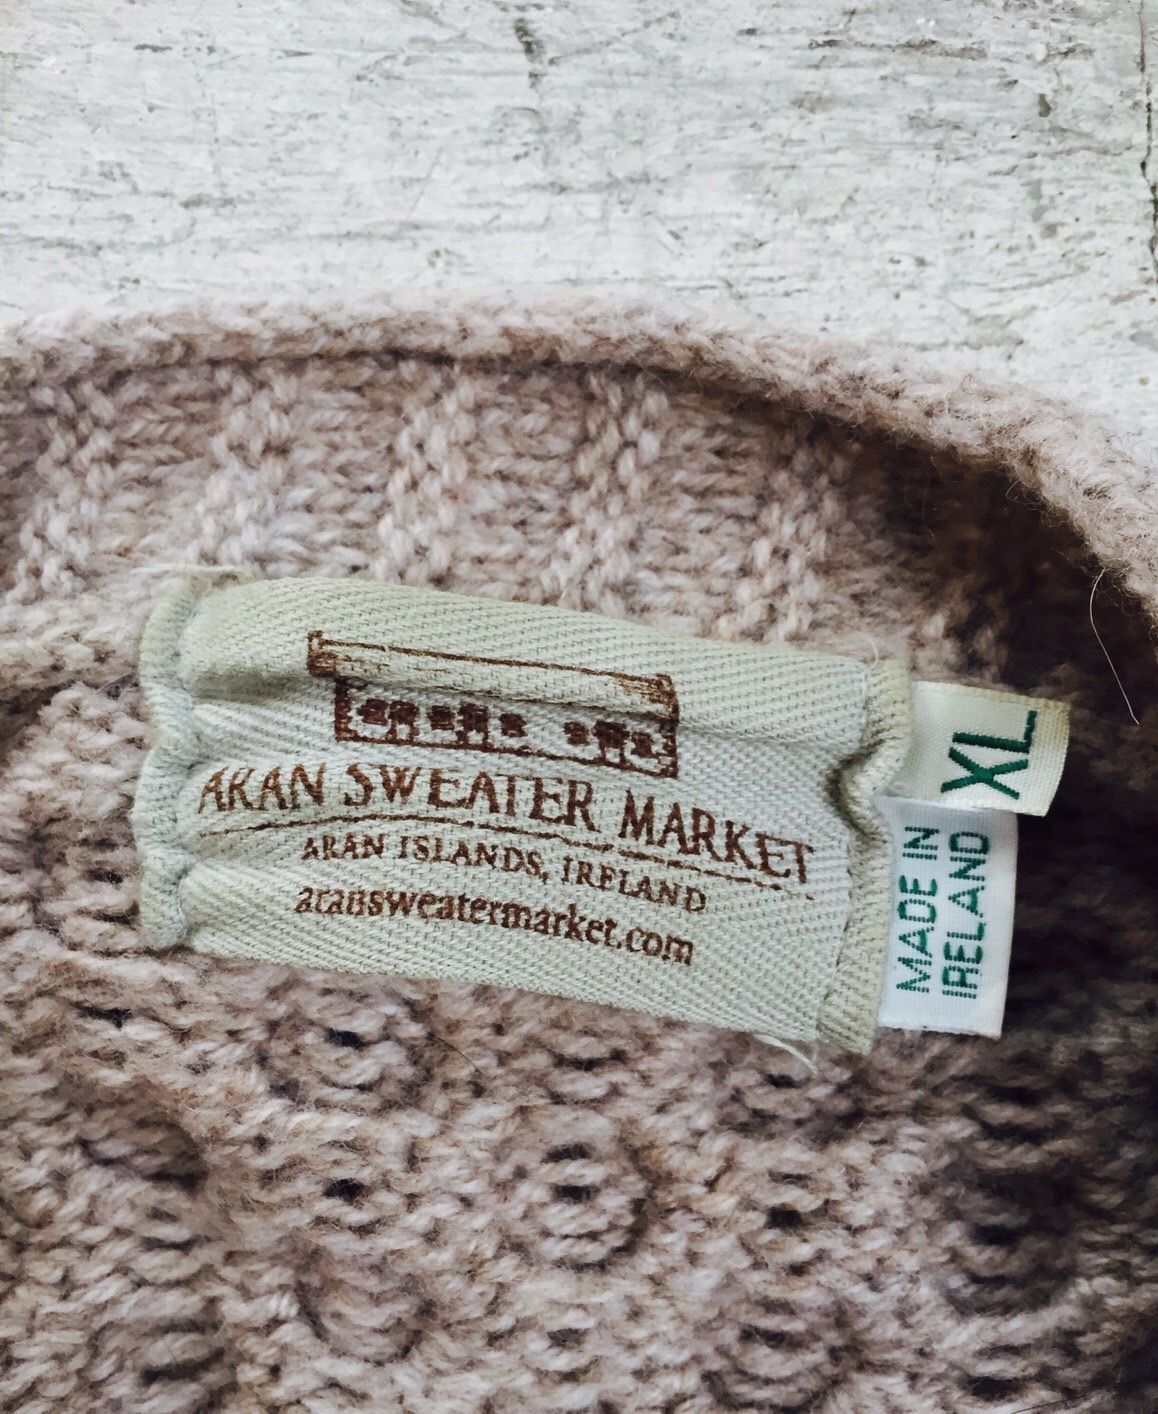 ARAN SWEATER MARKET
ARAN ISLANDS, IRELAND
aransweatermarket.com
XL
MADE IN
IRELAND